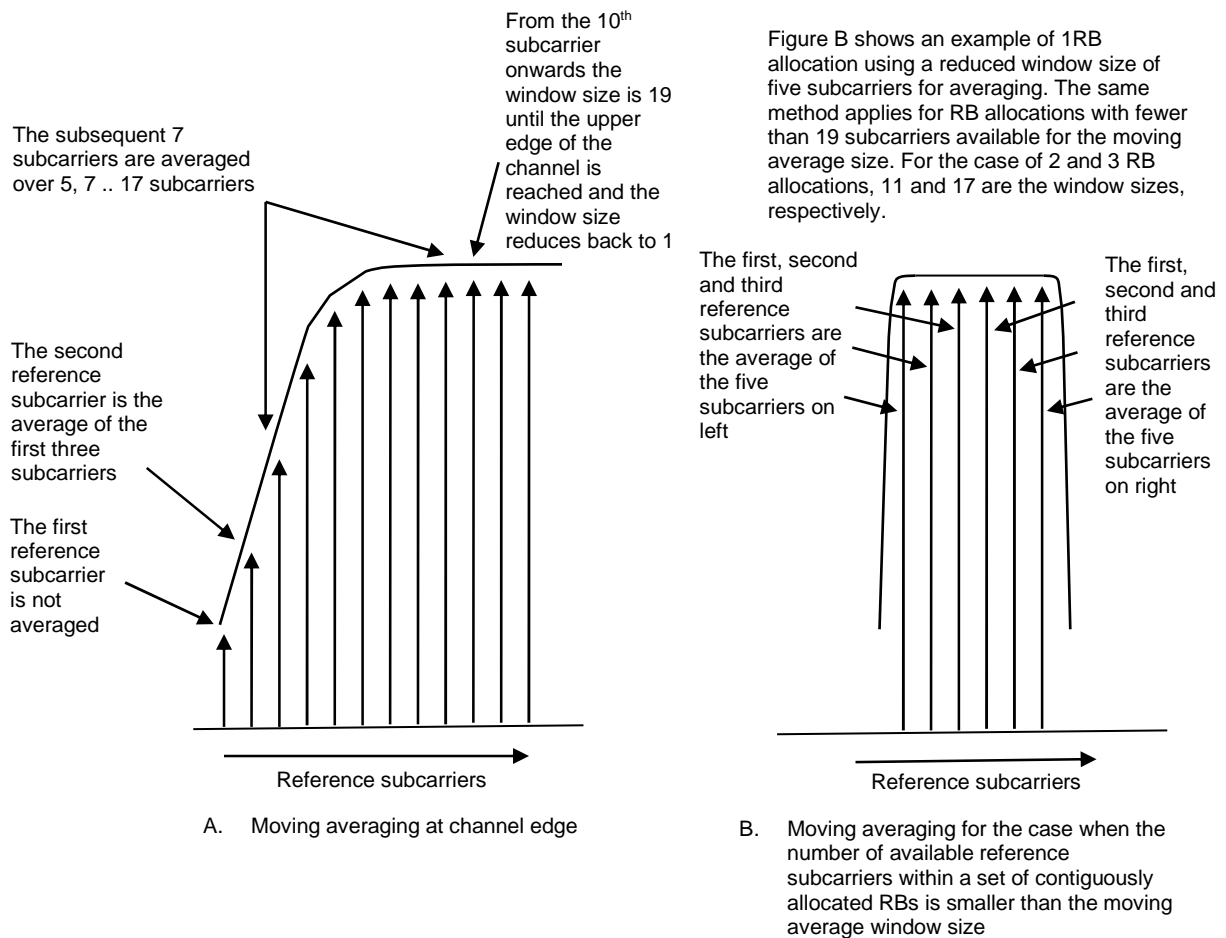 From the 10th
subcarrier
onwards the
window size is 19
until the upper
edge of the
channel is
reached and the
window size
reduces back to 1
The subsequent 7
subcarriers are averaged
over 5, 7 .. 17 subcarriers
The second
reference
subcarrier is the
average of the
first three
subcarriers
The first
reference
subcarrier
is not
averaged
Reference subcarriers
A. Moving averaging at channel edge
Figure B shows an example of 1RB
allocation using a reduced window size of
five subcarriers for averaging. The same
method applies for RB allocations with fewer
than 19 subcarriers available for the moving
average size. For the case of 2 and 3 RB
allocations, 11 and 17 are the window sizes,
respectively.
The first, second
and third
reference
subcarriers are
the average of
the five
subcarriers on
left
The first,
second and
third
reference
subcarriers
are the
average of
the five
subcarriers
on right
Reference subcarriers
B. Moving averaging for the case when the
number of available reference
subcarriers within a set of contiguously
allocated RBs is smaller than the moving
average window size